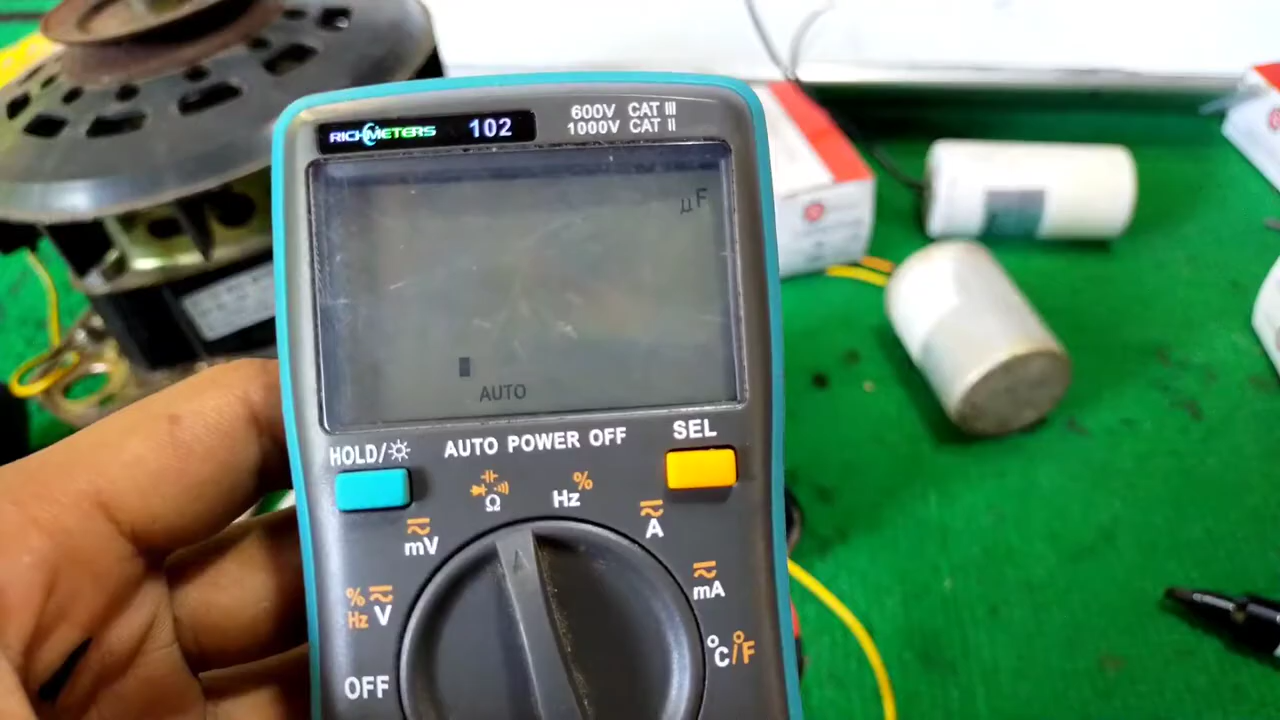 RICHMETERS 102
600V CAT III
1000V CAT II
µF
AUTO
HOLD/
AUTO POWER OFF
SEL
Ω
Hz %
mV
A
% Hz V
mA
°C/°F
OFF